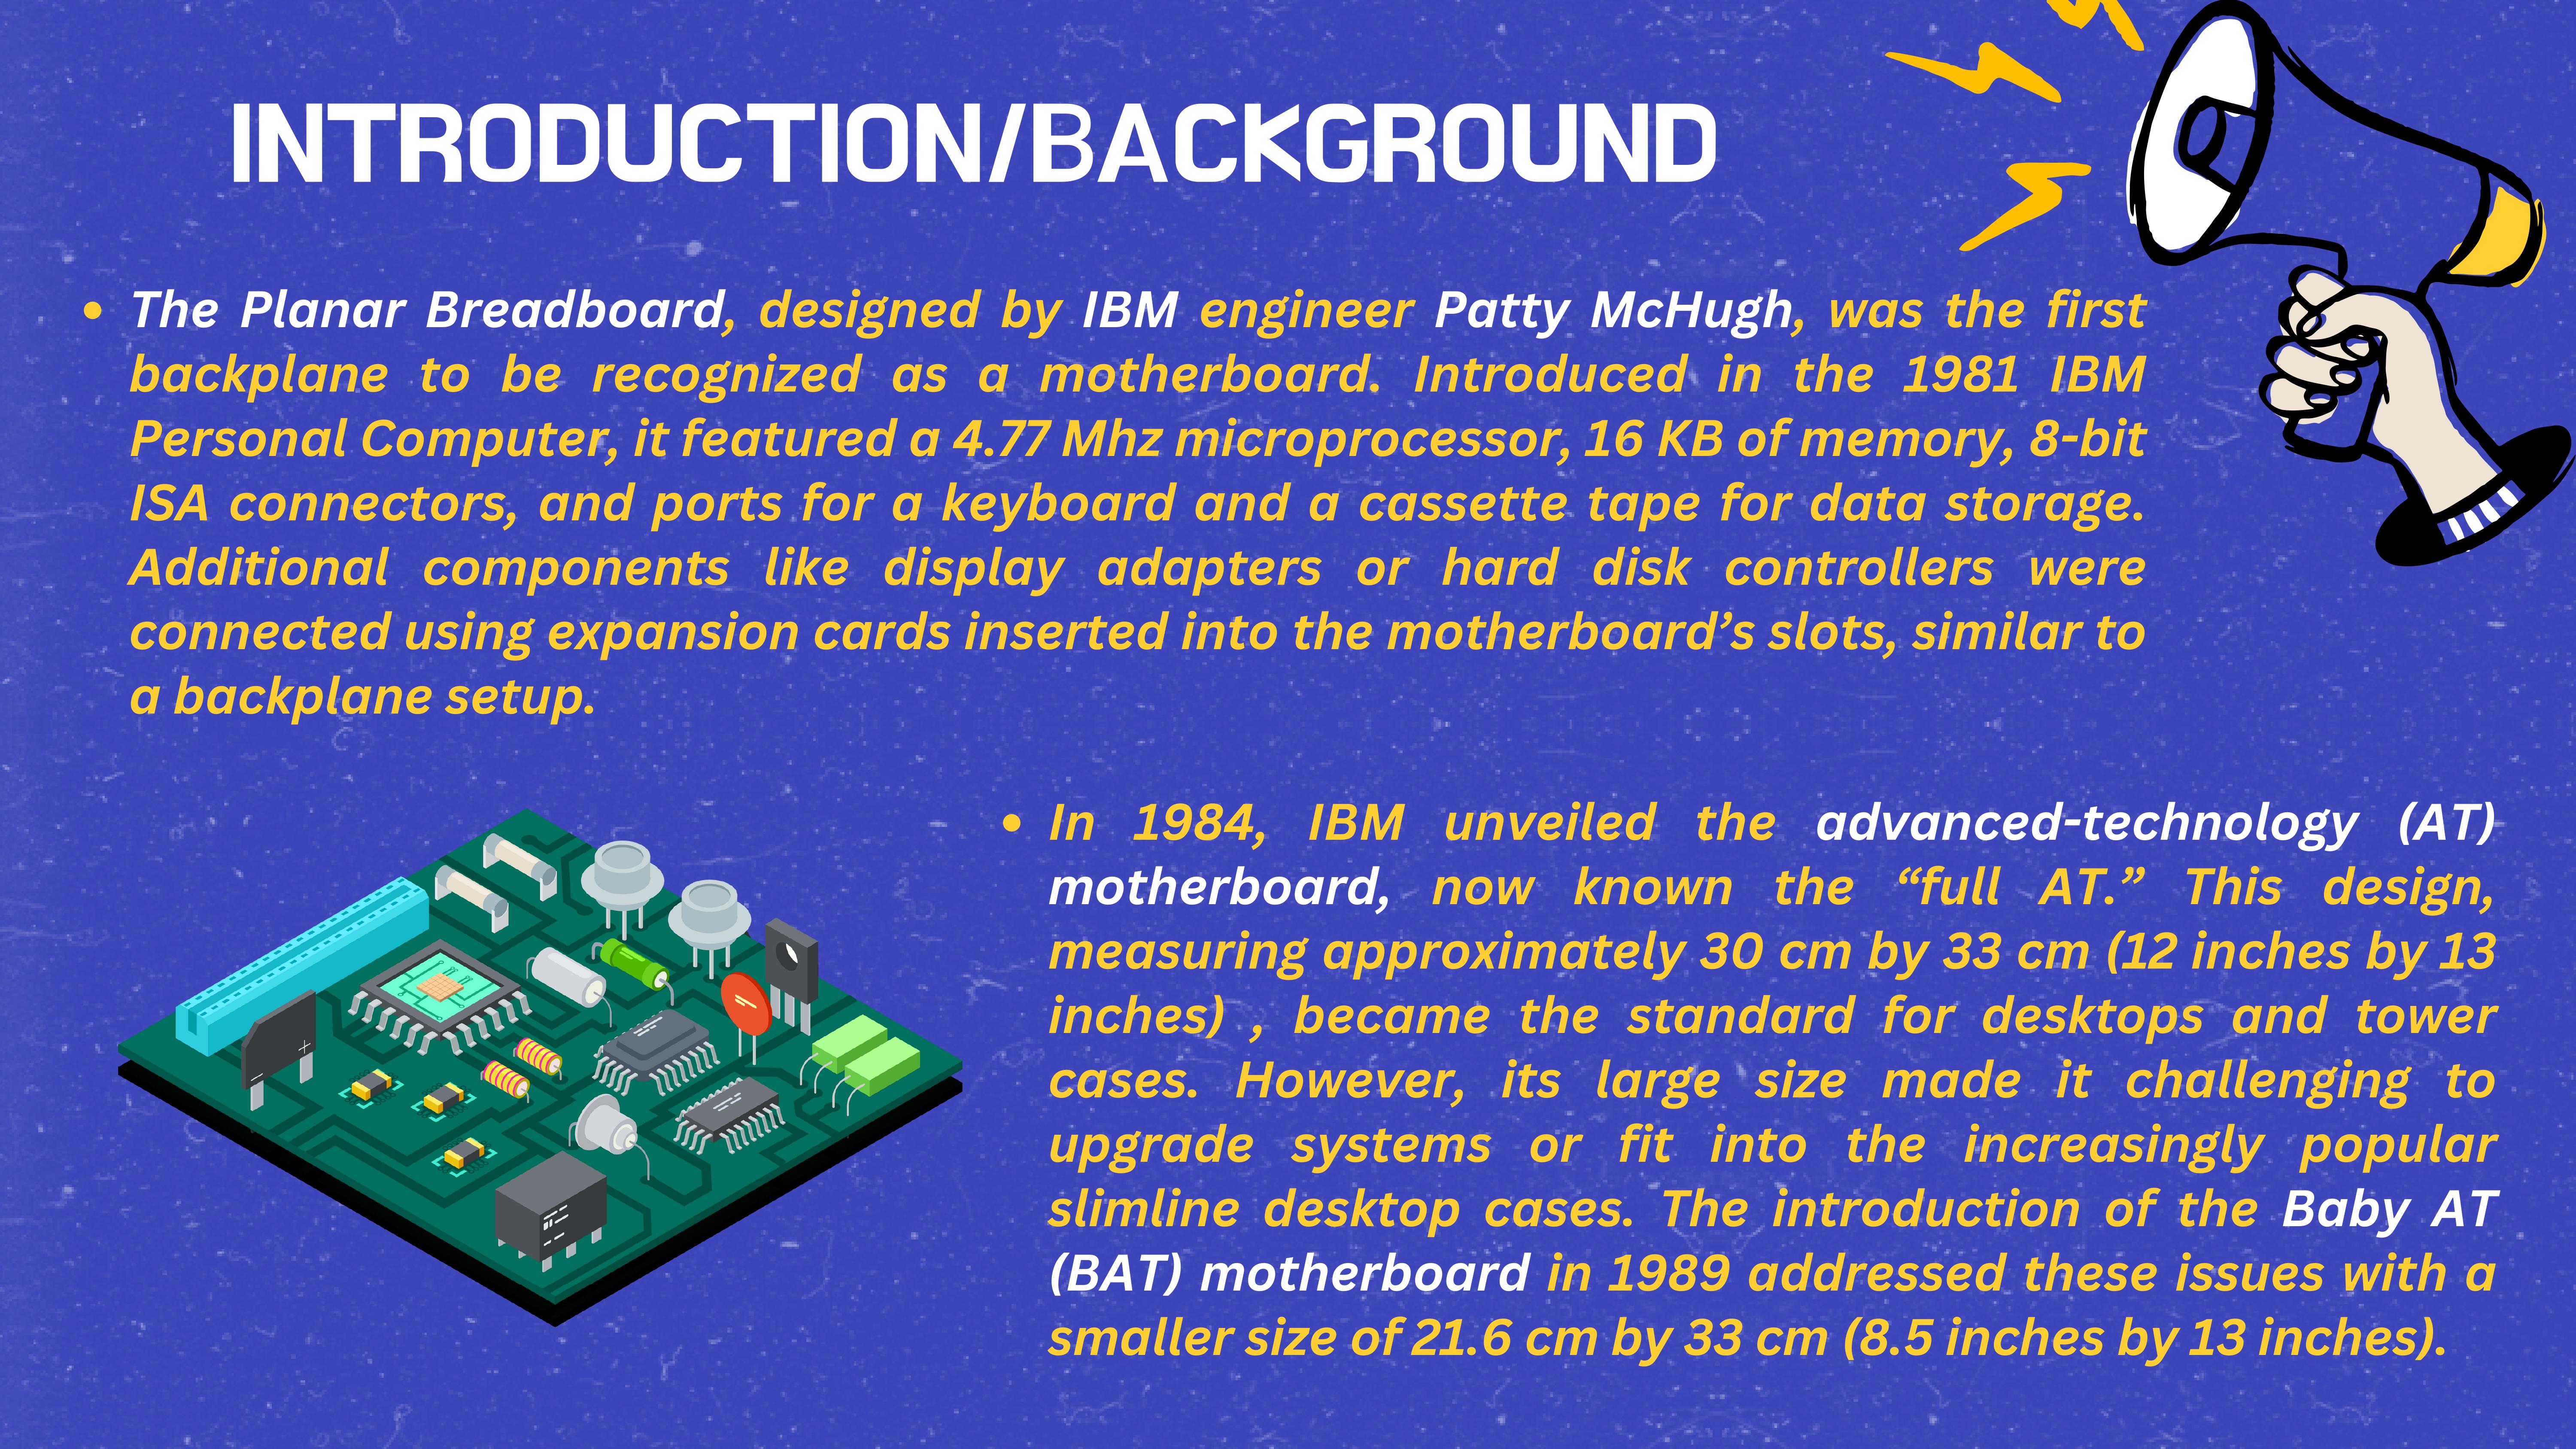 INTRODUCTION/BACKGROUND
• The Planar Breadboard, designed by IBM engineer Patty McHugh, was the first
backplane to be recognized as a motherboard. Introduced in the 1981 IBM
Personal Computer, it featured a 4.77 Mhz microprocessor, 16 KB of memory, 8-bit
ISA connectors, and ports for a keyboard and a cassette tape for data storage.
Additional components like display adapters or hard disk controllers were
connected using expansion cards inserted into the motherboard’s slots, similar to
a backplane setup.
• In 1984, IBM unveiled the advanced-technology (AT)
motherboard, now known the “full AT.” This design,
measuring approximately 30 cm by 33 cm (12 inches by 13
inches) , became the standard for desktops and tower
cases. However, its large size made it challenging to
upgrade systems or fit into the increasingly popular
slimline desktop cases. The introduction of the Baby AT
(BAT) motherboard in 1989 addressed these issues with a
smaller size of 21.6 cm by 33 cm (8.5 inches by 13 inches).